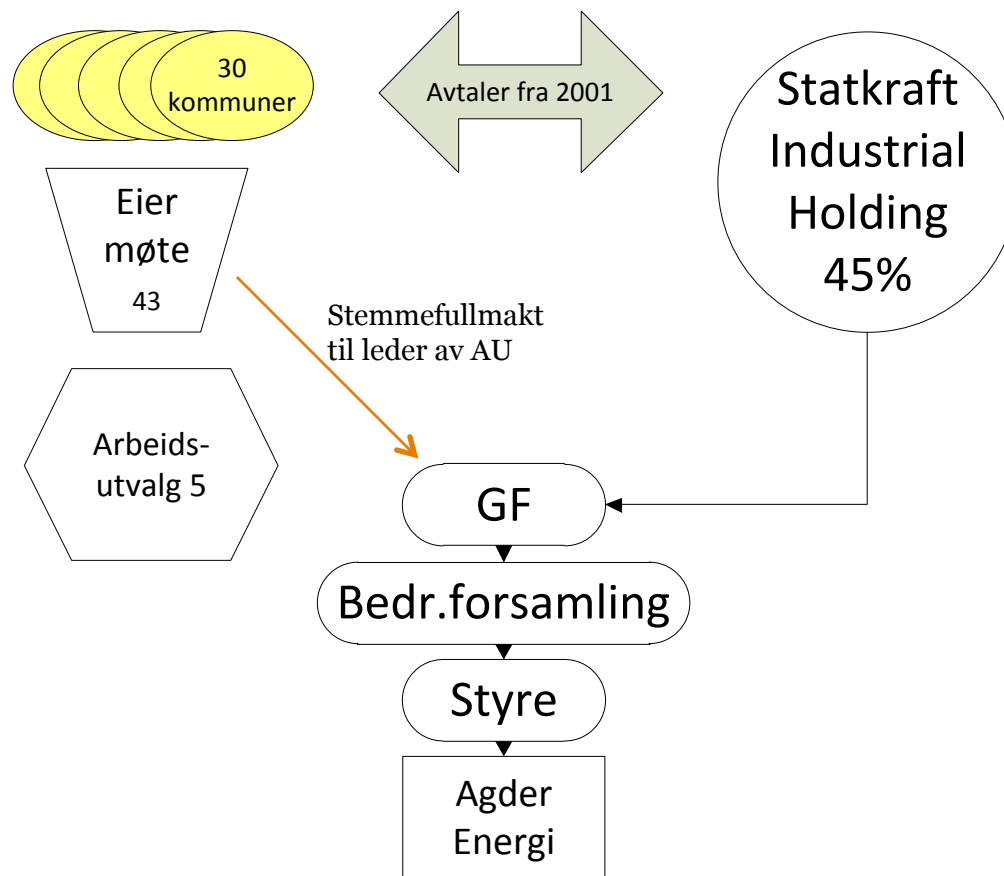 30
kommuner
Avtaler fra 2001
Statkraft
Industrial
Holding
45%
Eier
møte
43
Stemmefullmakt
til leder av AU
Arbeids-
utvalg 5
GF
Bedr.forsamling
Styre
Agder
Energi